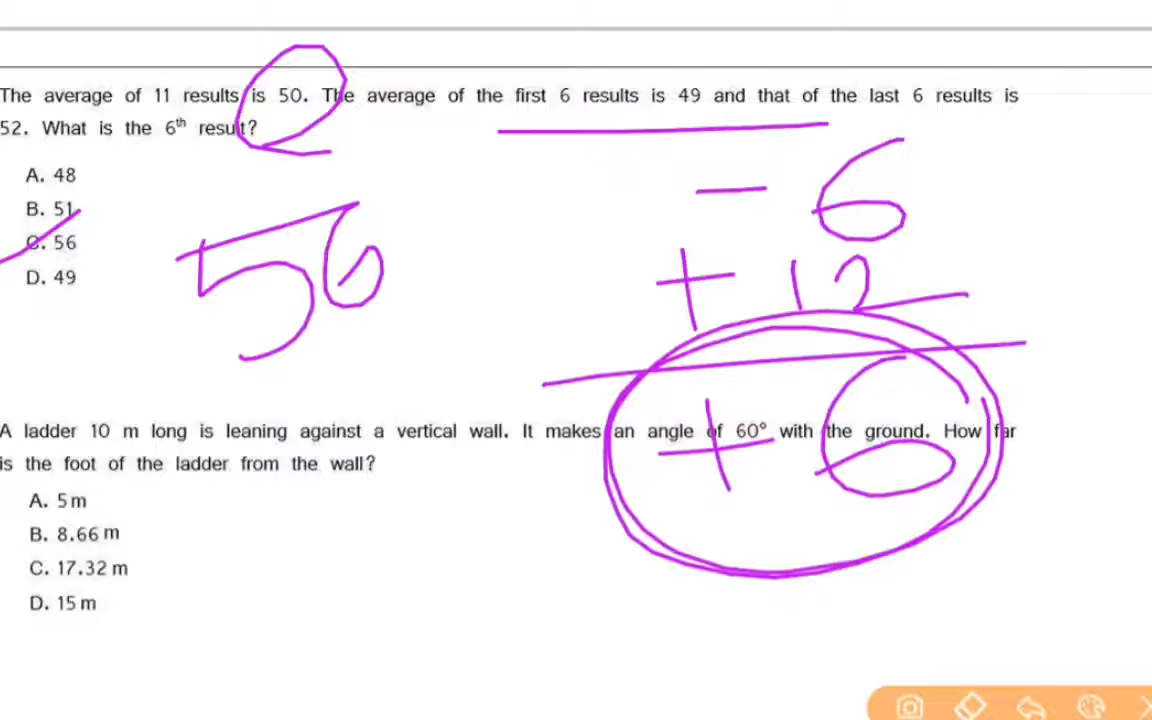 The average of 11 results is 50. The average of the first 6 results is 49 and that of the last 6 results is
52. What is the 6th result?
A. 48
B. 51
C. 56
D. 49
56
- 6
+ 12
+ 6
A ladder 10 m long is leaning against a vertical wall. It makes an angle of 60° with the ground. How far
is the foot of the ladder from the wall?
A. 5 m
B. 8.66 m
C. 17.32 m
D. 15 m